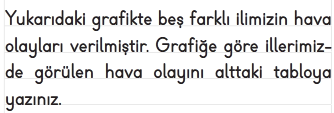 Yukarıdaki grafikte beş farklı ilimizin hava
olayları verilmiştir. Grafiğe göre illerimiz-
de görülen hava olayını alttaki tabloya
yazınız.